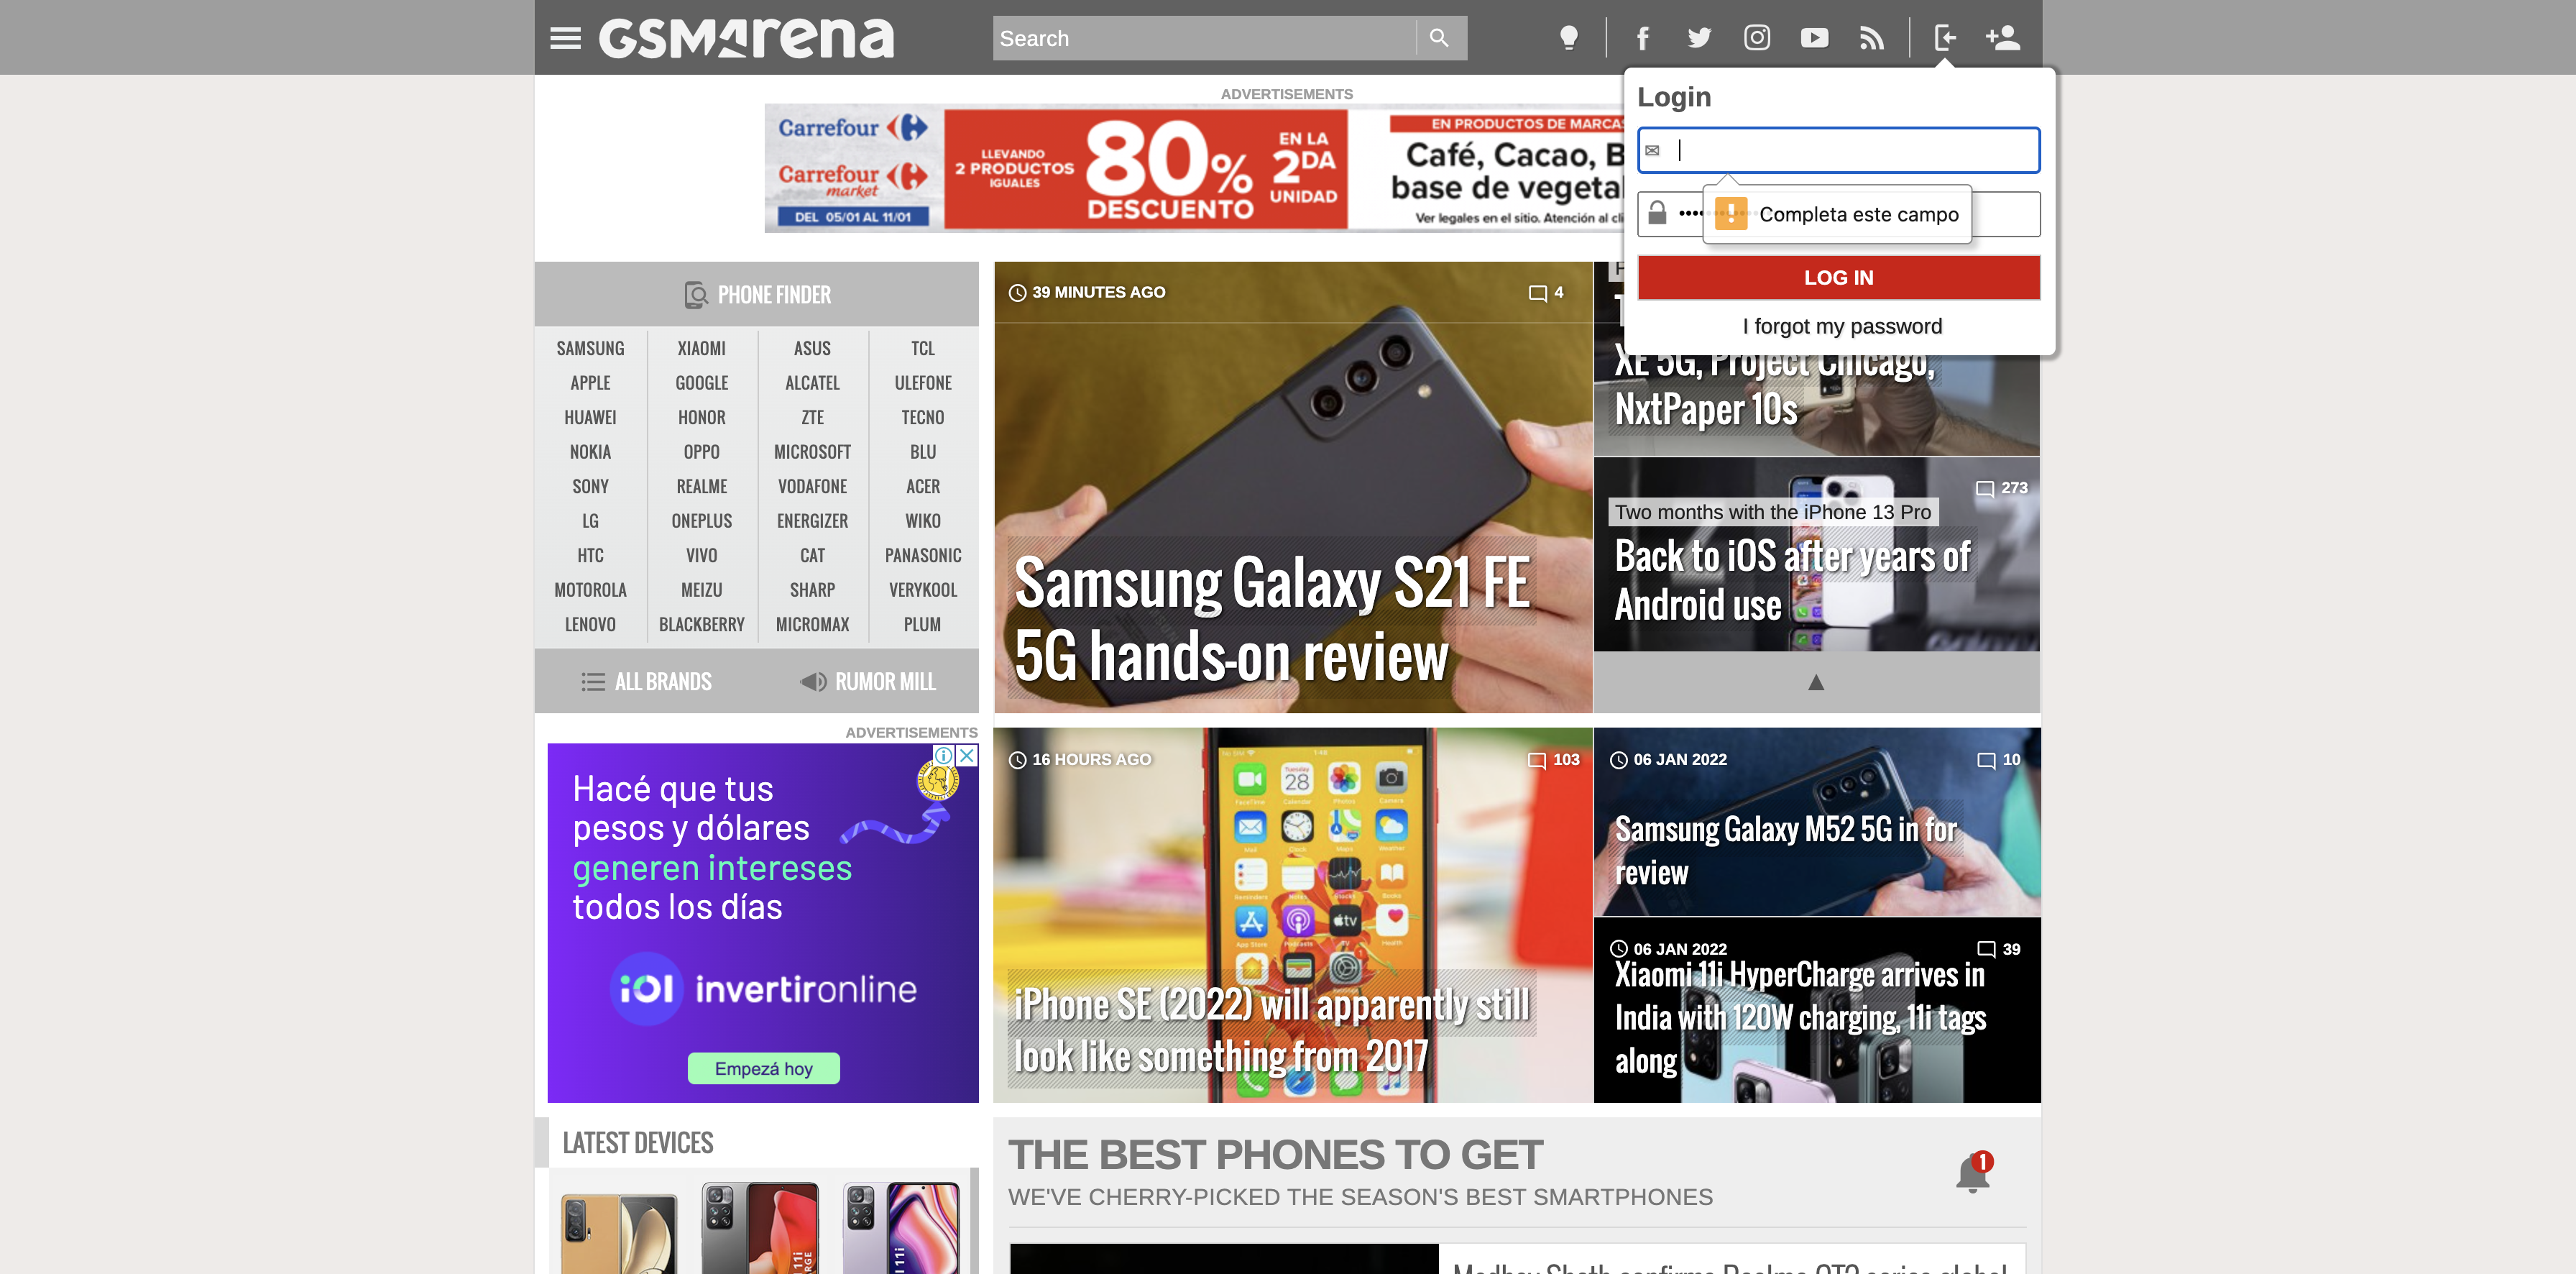 GSMArena
Search
Login
Completa este campo
LOG IN
I forgot my password
ADVERTISEMENTS
Carrefour
Carrefour
market
DEL 05/01 AL 11/01
LLEVANDO
2 PRODUCTOS
IGUALES
80%
DESCUENTO
EN LA
2DA
UNIDAD
EN PRODUCTOS DE MARCAS
Café, Cacao, B
base de vegetal
Ver legales en el sitio. Atención al cli
PHONE FINDER
SAMSUNG XIAOMI ASUS TCL
APPLE GOOGLE ALCATEL ULEFONE
HUAWEI HONOR ZTE TECNO
NOKIA OPPO MICROSOFT BLU
SONY REALME VODAFONE ACER
LG ONEPLUS ENERGIZER WIKO
HTC VIVO CAT PANASONIC
MOTOROLA MEIZU SHARP VERYKOOL
LENOVO BLACKBERRY MICROMAX PLUM
ALL BRANDS RUMOR MILL
39 MINUTES AGO 4
Samsung Galaxy S21 FE
5G hands-on review
XE 5G, Project Chicago,
NxtPaper 10s
273
Two months with the iPhone 13 Pro
Back to iOS after years of
Android use
ADVERTISEMENTS
Hacé que tus
pesos y dólares
generen intereses
todos los días
iol invertironline
Empezá hoy
16 HOURS AGO 103
iPhone SE (2022) will apparently still
look like something from 2017
06 JAN 2022 10
Samsung Galaxy M52 5G in for
review
06 JAN 2022 39
Xiaomi 11i HyperCharge arrives in
India with 120W charging, 11i tags
along
LATEST DEVICES
THE BEST PHONES TO GET
WE'VE CHERRY-PICKED THE SEASON'S BEST SMARTPHONES
1